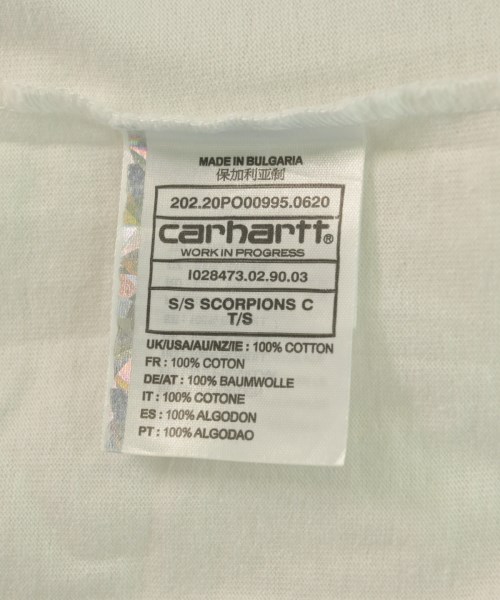 MADE IN BULGARIA
保加利亚制
202.20PO00995.0620
carhartt®
WORK IN PROGRESS
I028473.02.90.03
S/S SCORPIONS C
T/S
UK/USA/AU/NZ/IE : 100% COTTON
FR : 100% COTON
DE/AT : 100% BAUMWOLLE
IT : 100% COTONE
ES : 100% ALGODON
PT : 100% ALGODAO